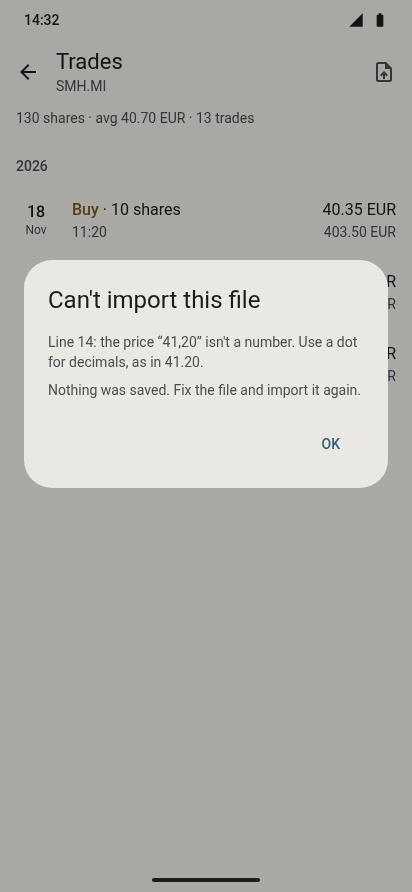 14:32
Trades
SMH.MI
130 shares · avg 40.70 EUR · 13 trades
2026
18 Buy · 10 shares 40.35 EUR
Nov 11:20 403.50 EUR
R
R
R
R
Can't import this file
Line 14: the price “41,20” isn't a number. Use a dot
for decimals, as in 41.20.
Nothing was saved. Fix the file and import it again.
OK